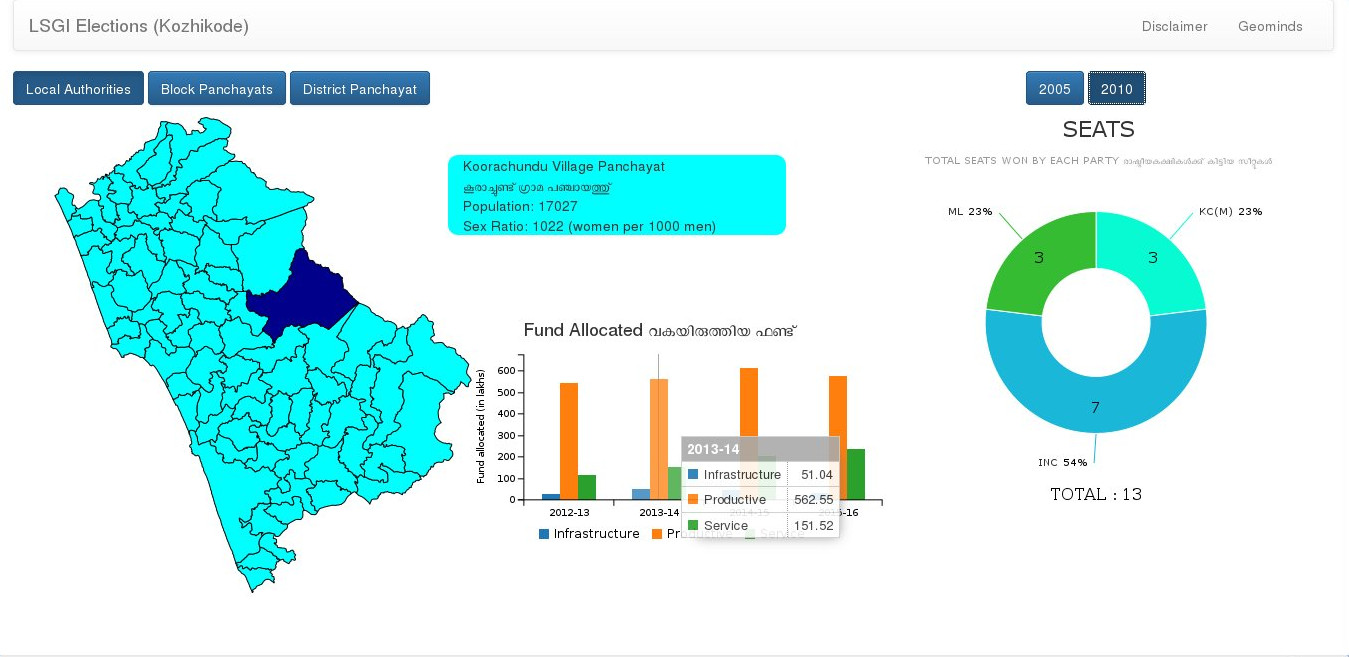 LSGI Elections (Kozhikode)
Disclaimer
Geominds
Local Authorities
Block Panchayats
District Panchayat
2005
2010
SEATS
TOTAL SEATS WON BY EACH PARTY രാഷ്ട്രീയകക്ഷികൾക്ക് കിട്ടിയ സീറ്റുകൾ
Koorachundu Village Panchayat
കൂരാച്ചുണ്ട് ഗ്രാമ പഞ്ചായത്ത്
Population: 17027
Sex Ratio: 1022 (women per 1000 men)
ML 23%
KC(M) 23%
3
3
7
INC 54%
TOTAL : 13
Fund Allocated വകയിരുത്തിയ ഫണ്ട്
Fund allocated (in lakhs)
600
500
400
300
200
100
0
2012-13
2013-14
2014-15
2015-16
2013-14
Infrastructure 51.04
Productive 562.55
Service 151.52
Infrastructure
Productive
Service